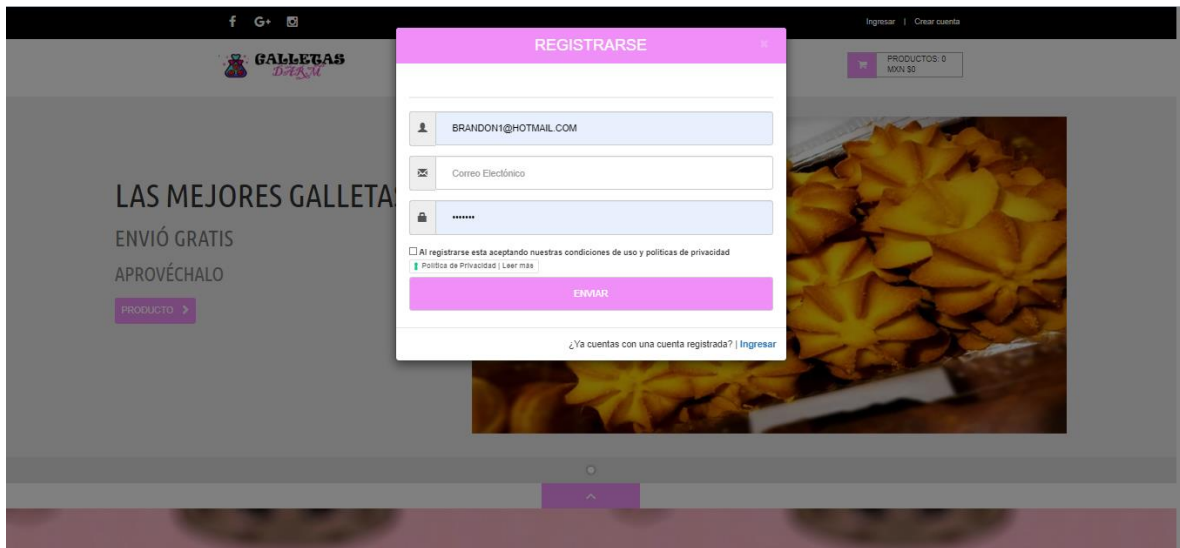 Ingresar | Crear cuenta
REGISTRARSE
×
GALLETAS
DARM
PRODUCTOS: 0
MXN $0
BRANDON1@HOTMAIL.COM
Correo Electónico
•••••••
Al registrarse esta aceptando nuestras condiciones de uso y políticas de privacidad
Política de Privacidad | Leer más
ENVIAR
¿Ya cuentas con una cuenta registrada? | Ingresar
LAS MEJORES GALLETA
ENVIÓ GRATIS
APROVÉCHALO
PRODUCTO